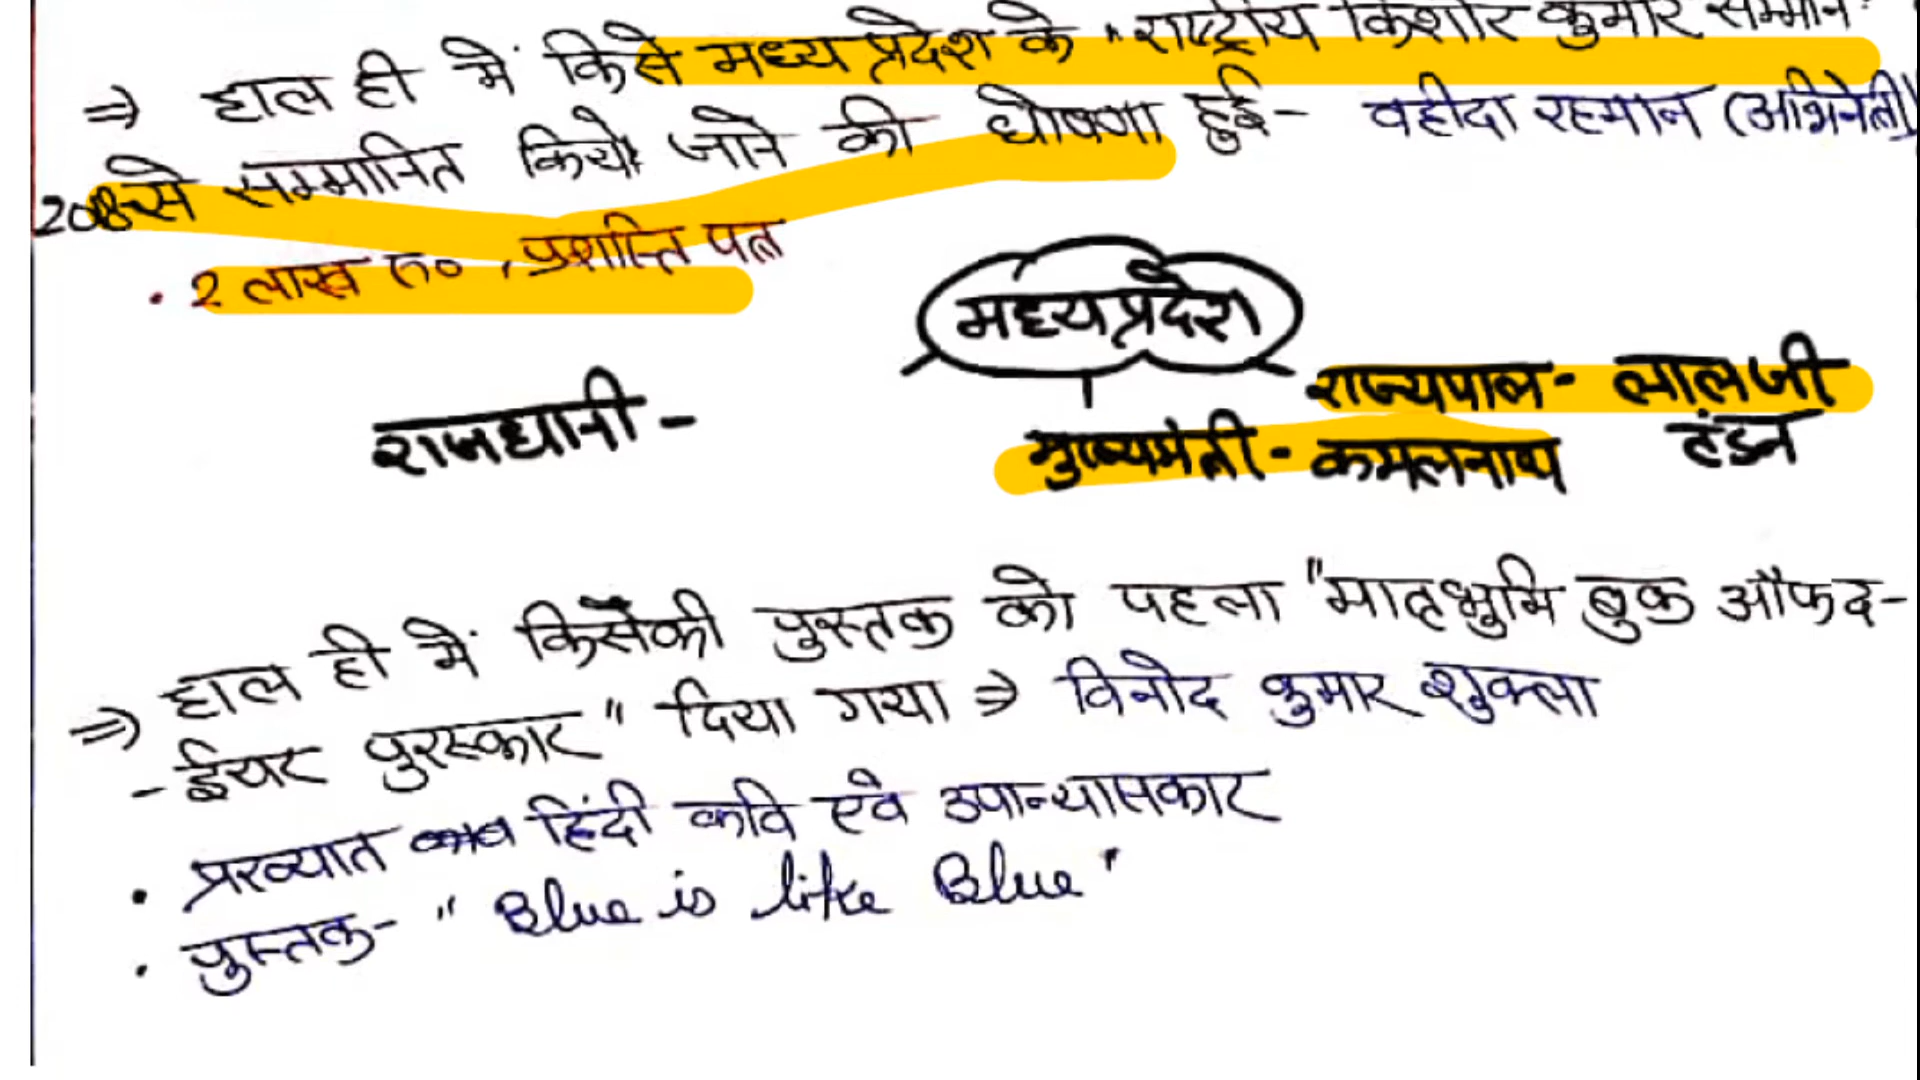 ⇒ हाल ही में किसे मध्य प्रदेश के "राष्ट्रीय किशोर कुमार सम्मान
2018 से सम्मानित किये जाने की घोषणा हुई - वहीदा रहमान (अभिनेत्री)
• 2 लाख रु०, प्रशस्ति पत्र
मध्यप्रदेश
राजधानी -
राज्यपाल - लालजी
टंडन
मुख्यमंत्री - कमलनाथ
⇒ हाल ही में किसकी पुस्तक को पहला "मातृभुमि बुक ऑफ द -
- ईयर पुरस्कार" दिया गया ⇒ विनोद कुमार शुक्ला
• प्रख्यात हिंदी कवि एवं उपान्यासकार
• पुस्तक - " Blue is like Blue "